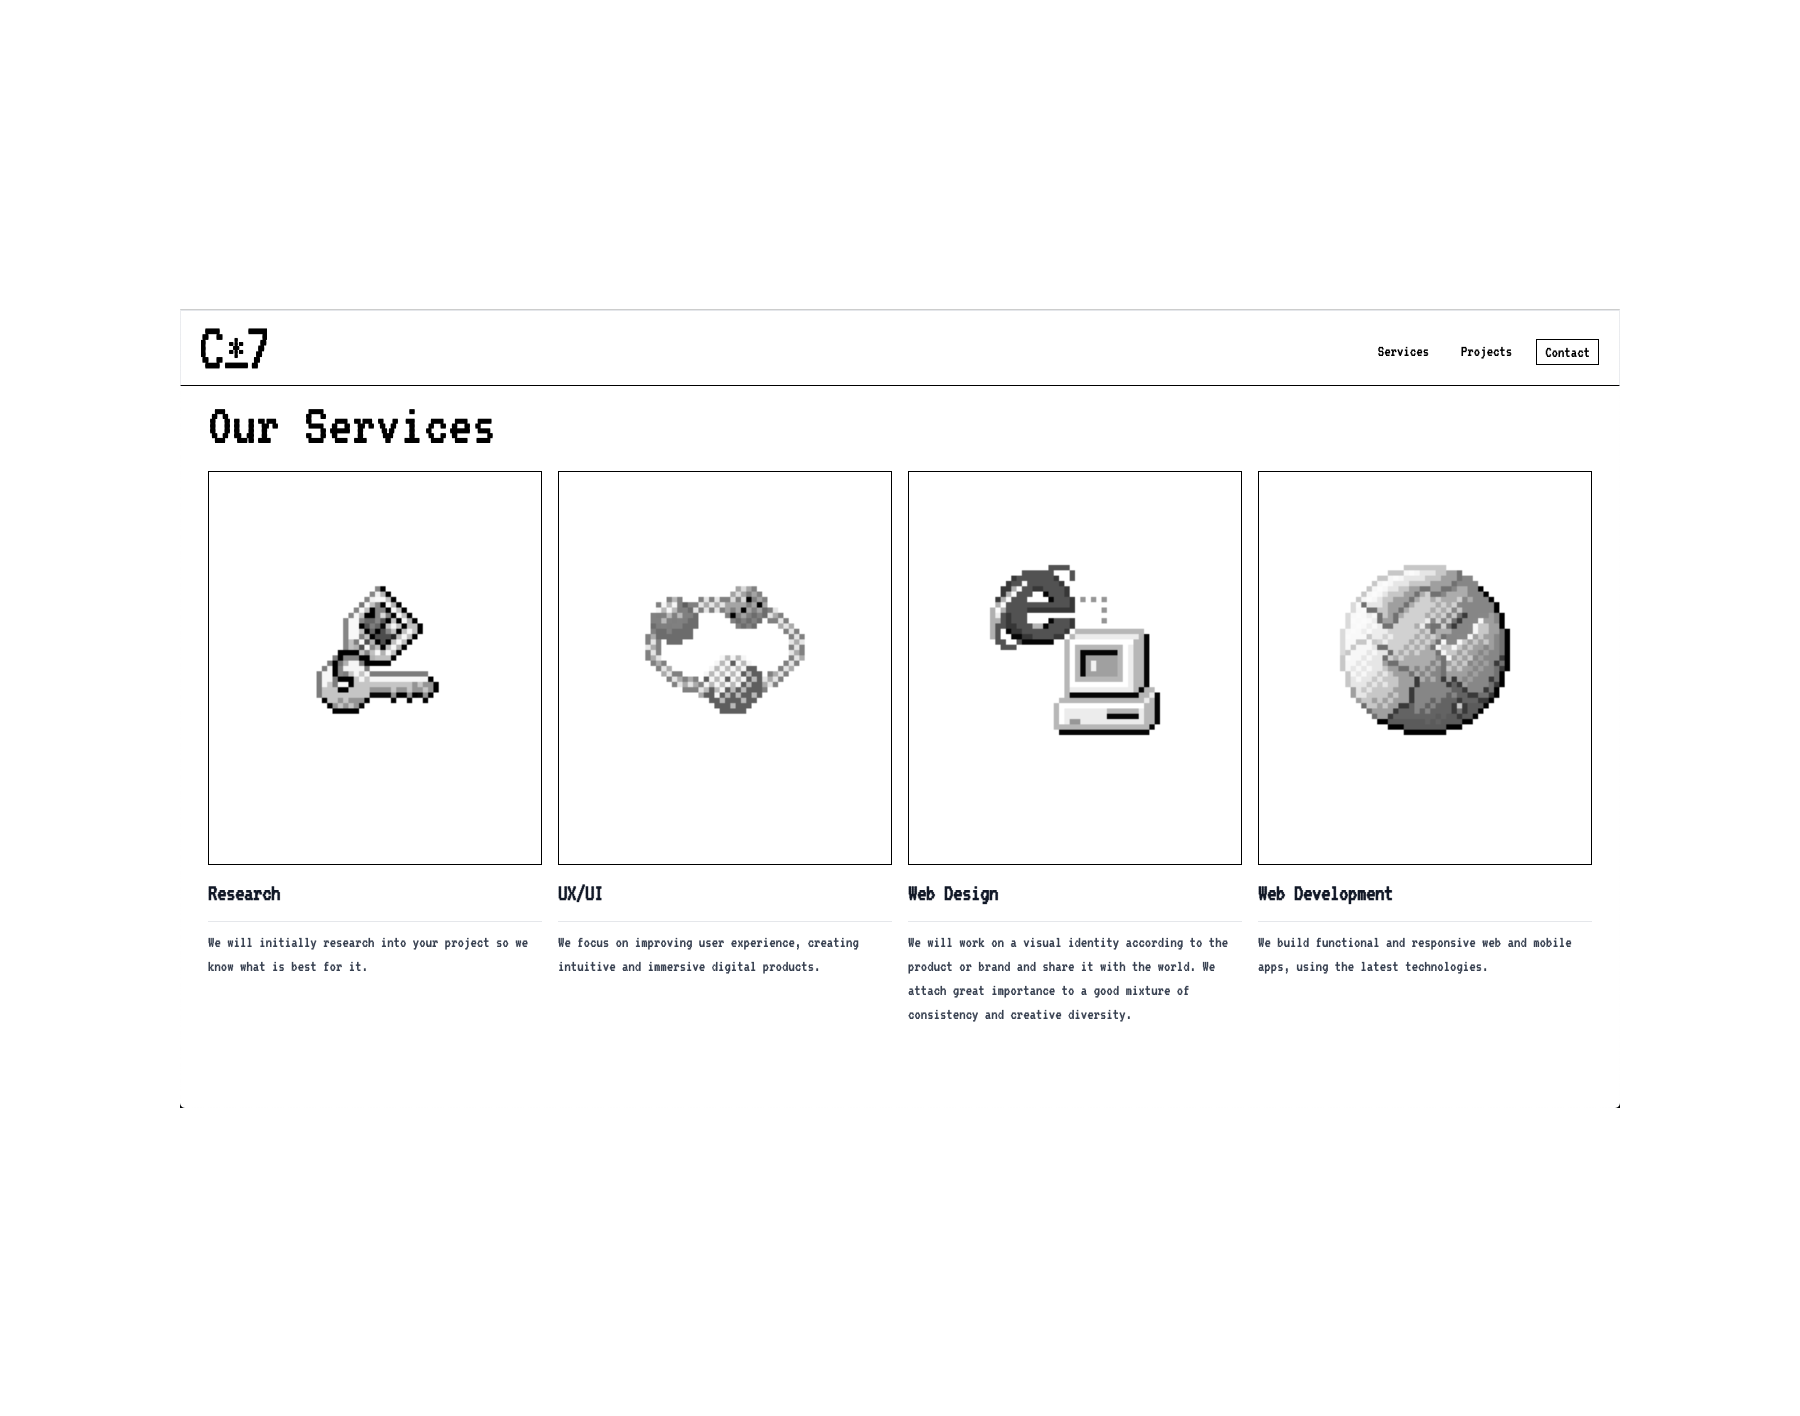 C*7
Services
Projects
Contact
Our Services
Research
We will initially research into your project so we
know what is best for it.
UX/UI
We focus on improving user experience, creating
intuitive and immersive digital products.
Web Design
We will work on a visual identity according to the
product or brand and share it with the world. We
attach great importance to a good mixture of
consistency and creative diversity.
Web Development
We build functional and responsive web and mobile
apps, using the latest technologies.